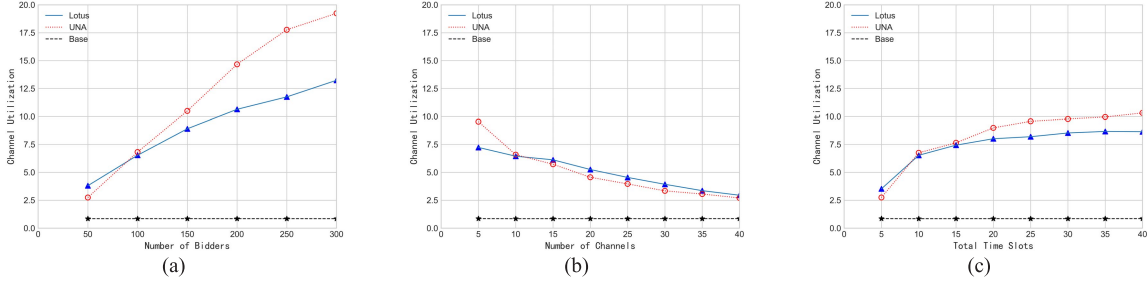 20.0
17.5
15.0
12.5
10.0
7.5
5.0
2.5
0
Channel Utilization
Lotus
UNA
Base
0 50 100 150 200 250 300
Number of Bidders
(a)
20.0
17.5
15.0
12.5
10.0
7.5
5.0
2.5
0
Channel Utilization
Lotus
UNA
Base
0 5 10 15 20 25 30 35 40
Number of Channels
(b)
20.0
17.5
15.0
12.5
10.0
7.5
5.0
2.5
0
Channel Utilization
Lotus
UNA
Base
0 5 10 15 20 25 30 35 40
Total Time Slots
(c)